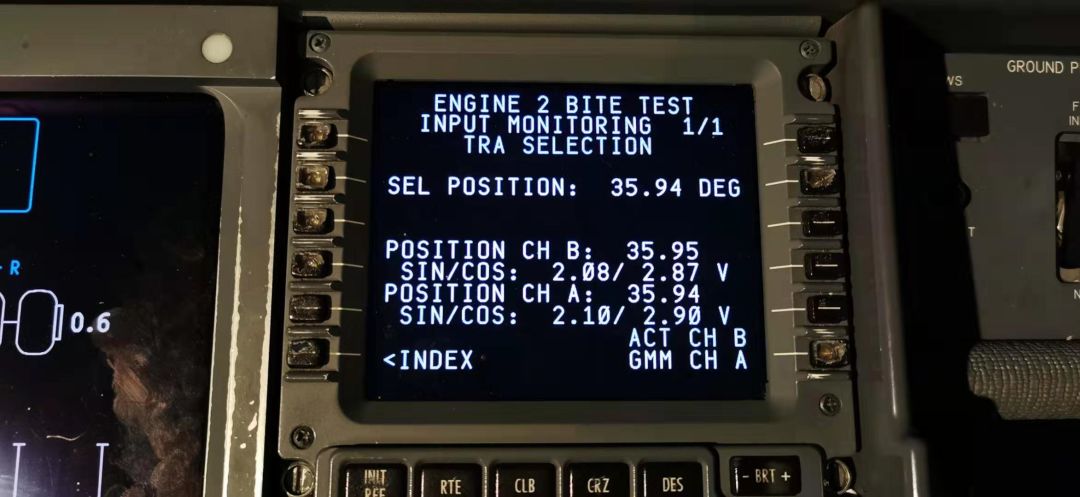 ENGINE 2 BITE TEST
INPUT MONITORING 1/1
TRA SELECTION
SEL POSITION: 35.94 DEG
POSITION CH B: 35.95
SIN/COS: 2.08/ 2.87 V
POSITION CH A: 35.94
SIN/COS: 2.10/ 2.90 V
ACT CH B
<INDEX GMM CH A
R
0.6
GROUND
INIT
REF
RTE
CLB
CRZ
DES
- BRT +